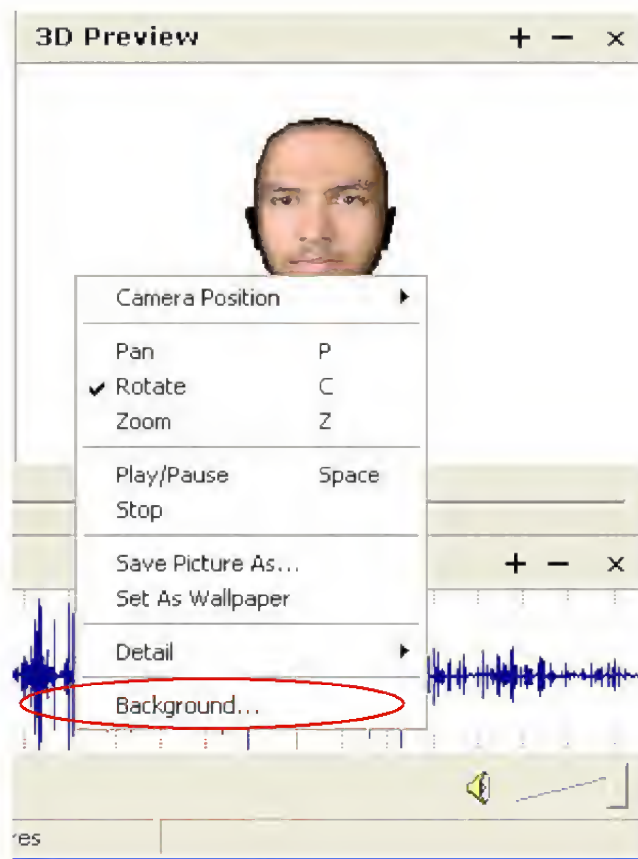 3D Preview + − ×
Camera Position
Pan P
Rotate C
Zoom Z
Play/Pause Space
Stop
Save Picture As...
+ − ×
Set As Wallpaper
Detail
Background...
res